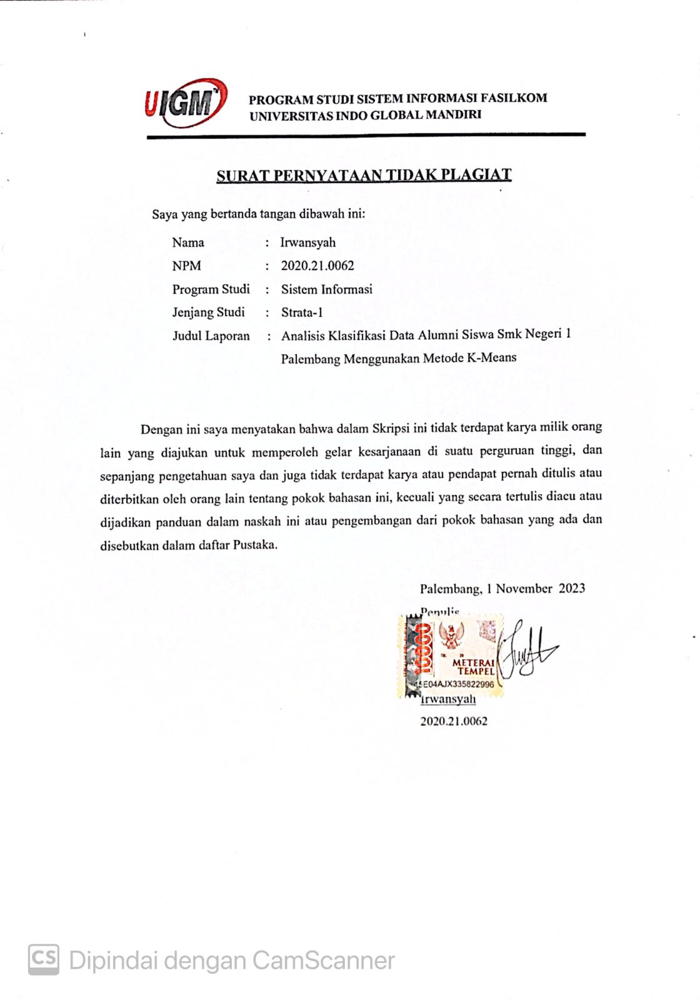 UIGM™
PROGRAM STUDI SISTEM INFORMASI FASILKOM
UNIVERSITAS INDO GLOBAL MANDIRI
SURAT PERNYATAAN TIDAK PLAGIAT
Saya yang bertanda tangan dibawah ini:
Nama : Irwansyah
NPM : 2020.21.0062
Program Studi : Sistem Informasi
Jenjang Studi : Strata-1
Judul Laporan : Analisis Klasifikasi Data Alumni Siswa Smk Negeri 1
Palembang Menggunakan Metode K-Means
Dengan ini saya menyatakan bahwa dalam Skripsi ini tidak terdapat karya milik orang
lain yang diajukan untuk memperoleh gelar kesarjanaan di suatu perguruan tinggi, dan
sepanjang pengetahuan saya dan juga tidak terdapat karya atau pendapat pernah ditulis atau
diterbitkan oleh orang lain tentang pokok bahasan ini, kecuali yang secara tertulis diacu atau
dijadikan panduan dalam naskah ini atau pengembangan dari pokok bahasan yang ada dan
disebutkan dalam daftar Pustaka.
Palembang, 1 November 2023
Penulis
10000
METERAI
TEMPEL
45E04AJX335822996
Irwansyah
2020.21.0062
CS Dipindai dengan CamScanner